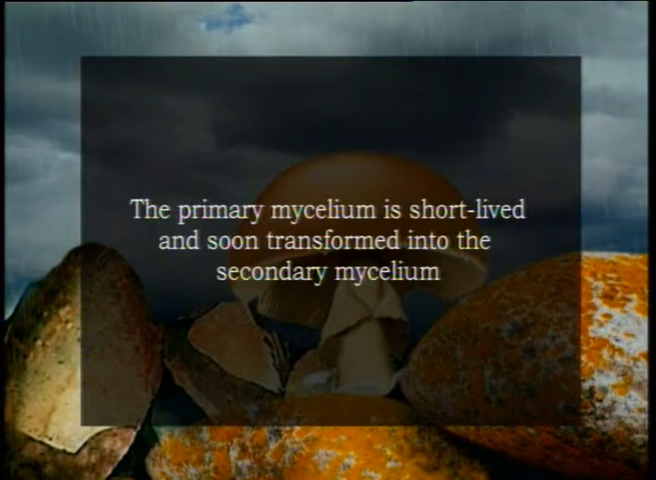 The primary mycelium is short-lived
and soon transformed into the
secondary mycelium